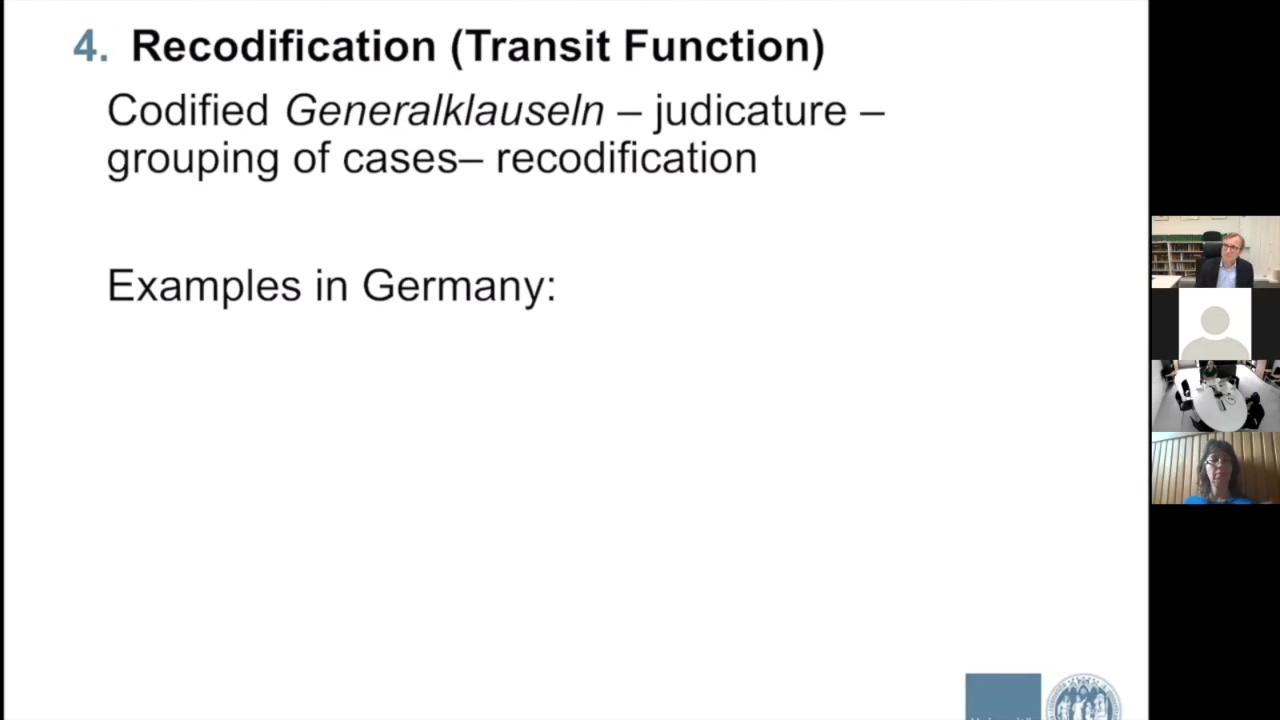 4. Recodification (Transit Function)
Codified Generalklauseln – judicature –
grouping of cases– recodification
Examples in Germany: